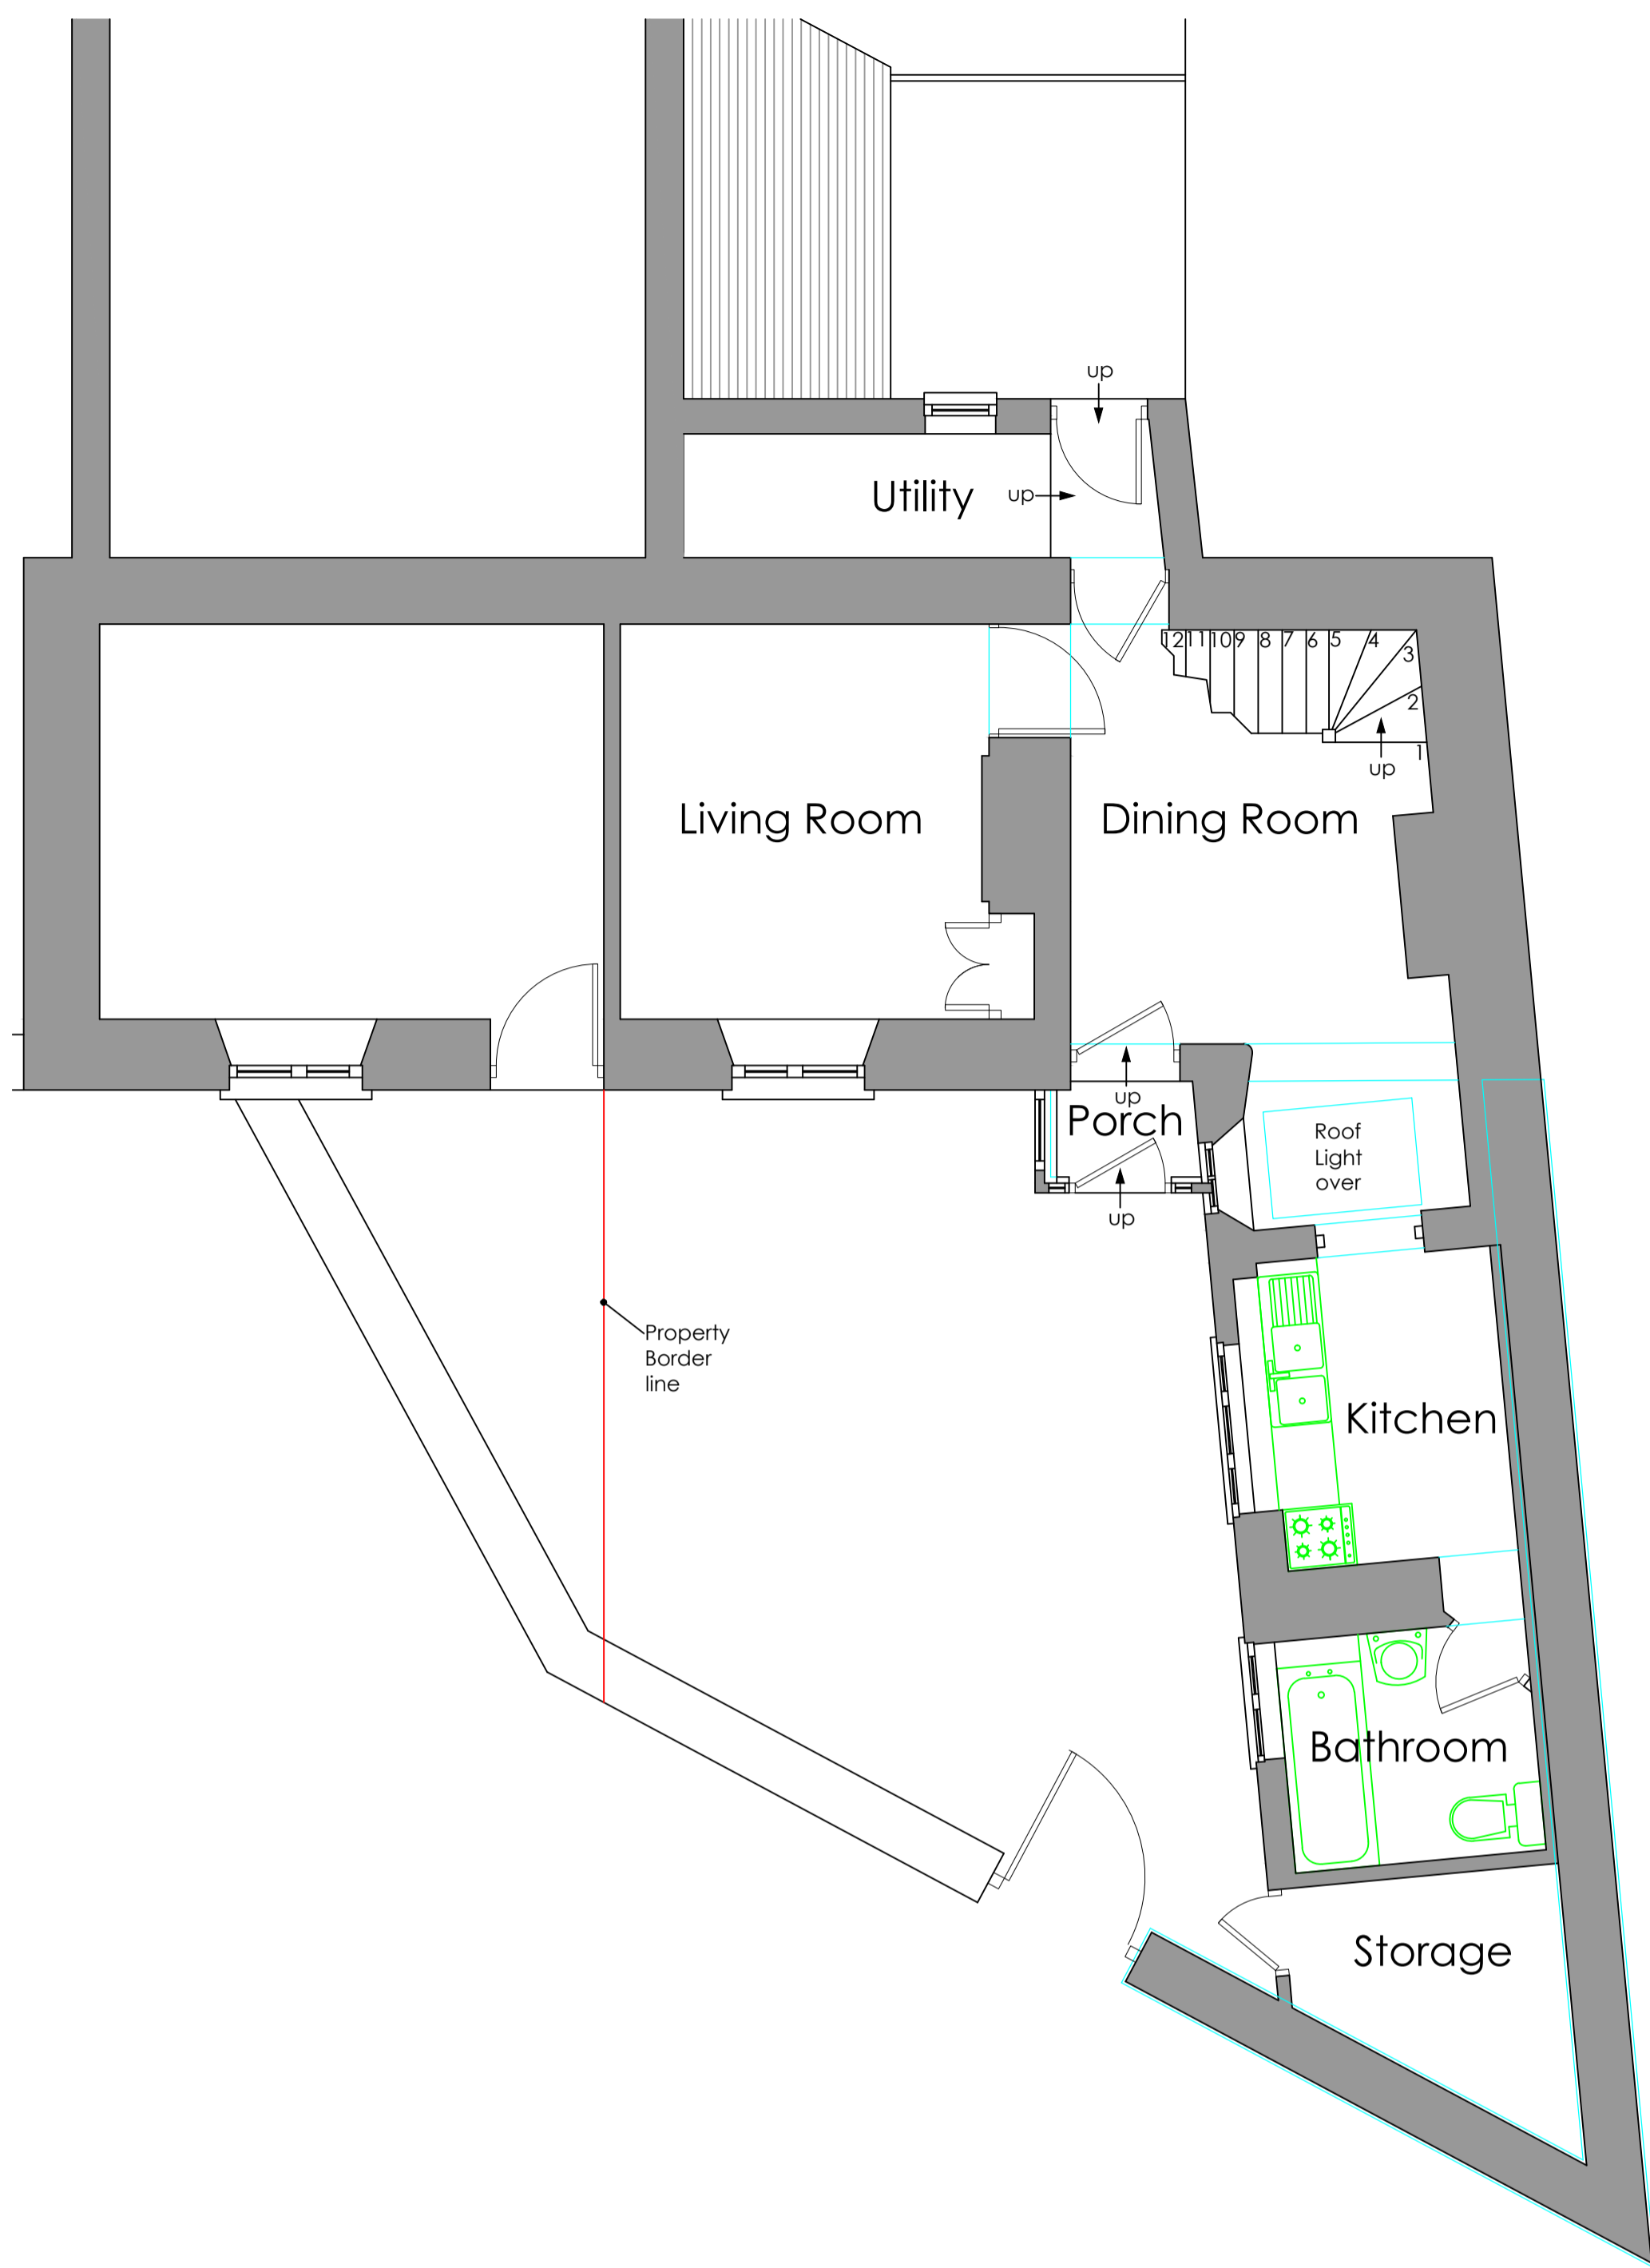 up
Utility
up
12 11 10 9 8 7 6 5 4
3
2
1
up
Living Room
Dining Room
up
Porch
Roof
Light
over
up
Property
Border
line
Kitchen
Bathroom
Storage